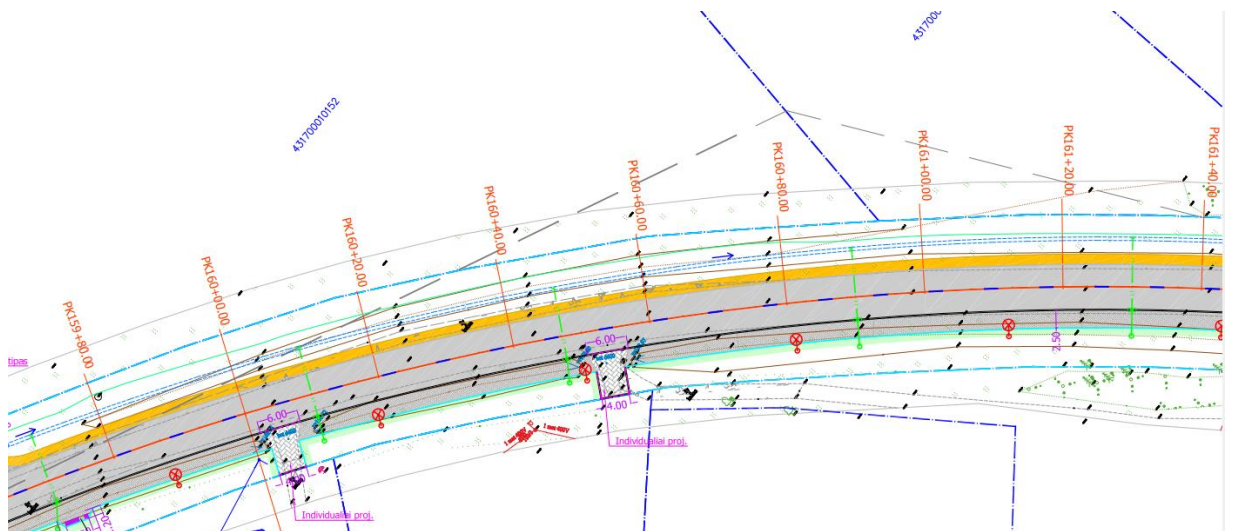 431700010152
4317000
PK159+80.00
PK160+00.00
PK160+20.00
PK160+40.00
PK160+60.00
PK160+80.00
PK161+00.00
PK161+20.00
PK161+40.00
tipas
6.00
6.00
4.00
2.50
Individualiai proj.
Individualiai proj.